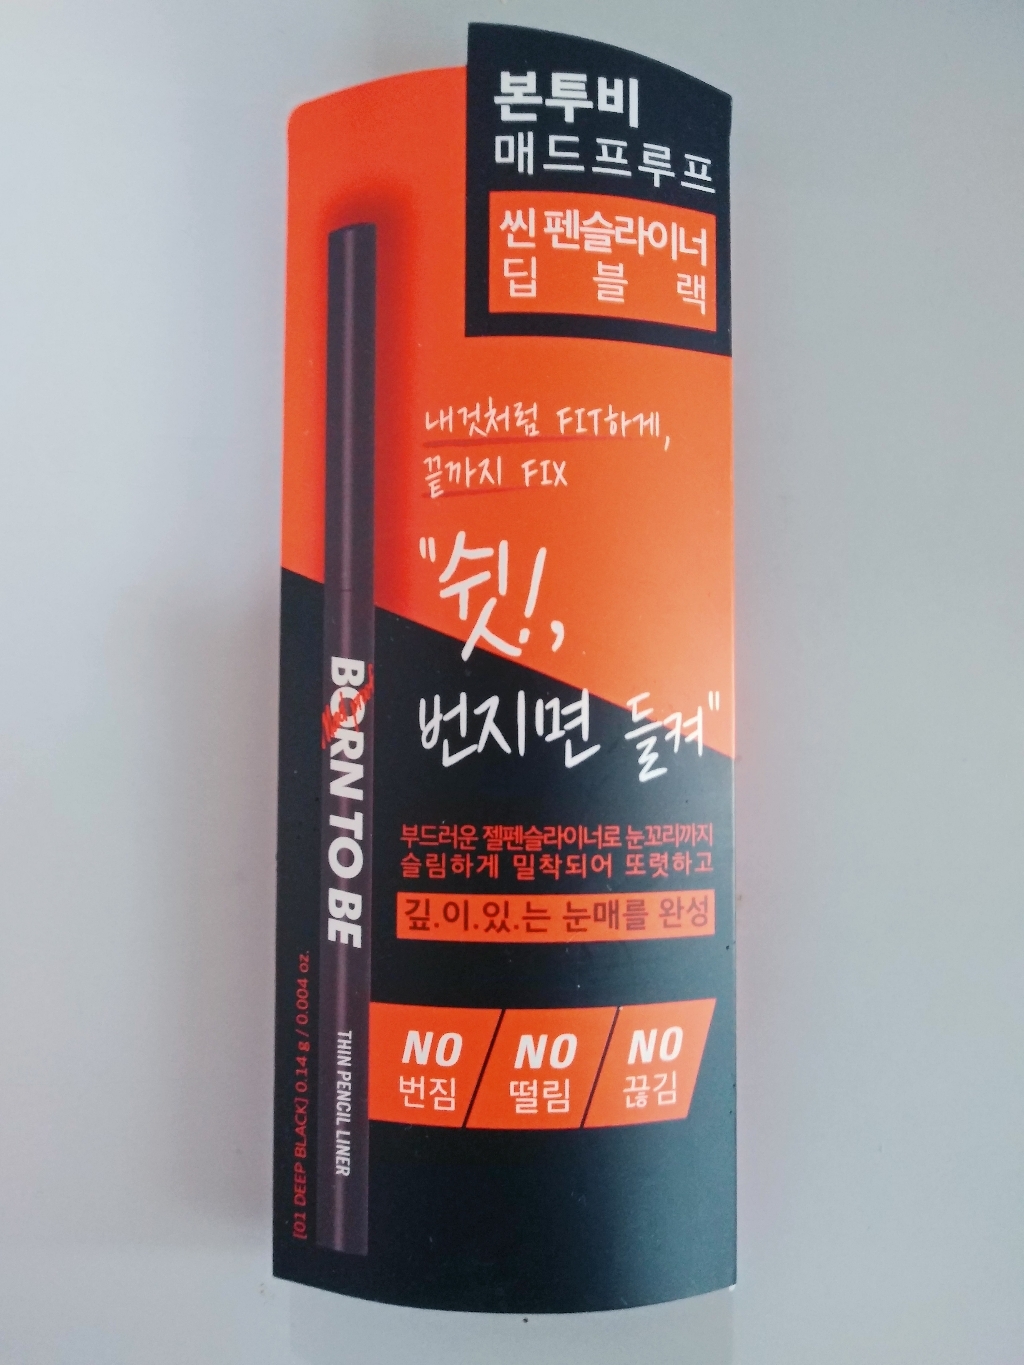 본투비
매드프루프
씬 펜슬라이너
딥 블 랙
내것처럼 FIT하게,
끝까지 FIX
"쉿!,
번지면 들켜"
부드러운 젤펜슬라이너로 눈꼬리까지
슬림하게 밀착되어 또렷하고
깊.이.있.는 눈매를 완성
NO
번짐
NO
떨림
NO
끊김
BORN TO BE
THIN PENCIL LINER
[01 DEEP BLACK] 0.14 g / 0.004 oz.